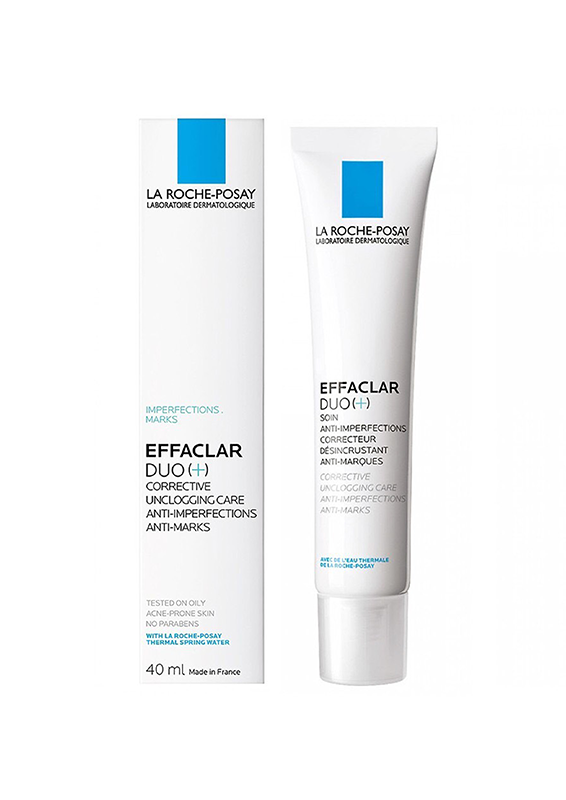 LA ROCHE-POSAY
LABORATOIRE DERMATOLOGIQUE
IMPERFECTIONS.
MARKS
EFFACLAR
DUO (+)
CORRECTIVE
UNCLOGGING CARE
ANTI-IMPERFECTIONS
ANTI-MARKS
TESTED ON OILY
ACNE-PRONE SKIN
NO PARABENS
WITH LA ROCHE-POSAY
THERMAL SPRING WATER
40 ml Made in France
LA ROCHE-POSAY
LABORATOIRE DERMATOLOGIQUE
EFFACLAR
DUO(+)
SOIN
ANTI-IMPERFECTIONS
CORRECTEUR
DÉSINCRUSTANT
ANTI-MARQUES
CORRECTIVE
UNCLOGGING CARE
ANTI-IMPERFECTIONS
ANTI-MARKS
AVEC DE L'EAU THERMALE
DE LA ROCHE-POSAY